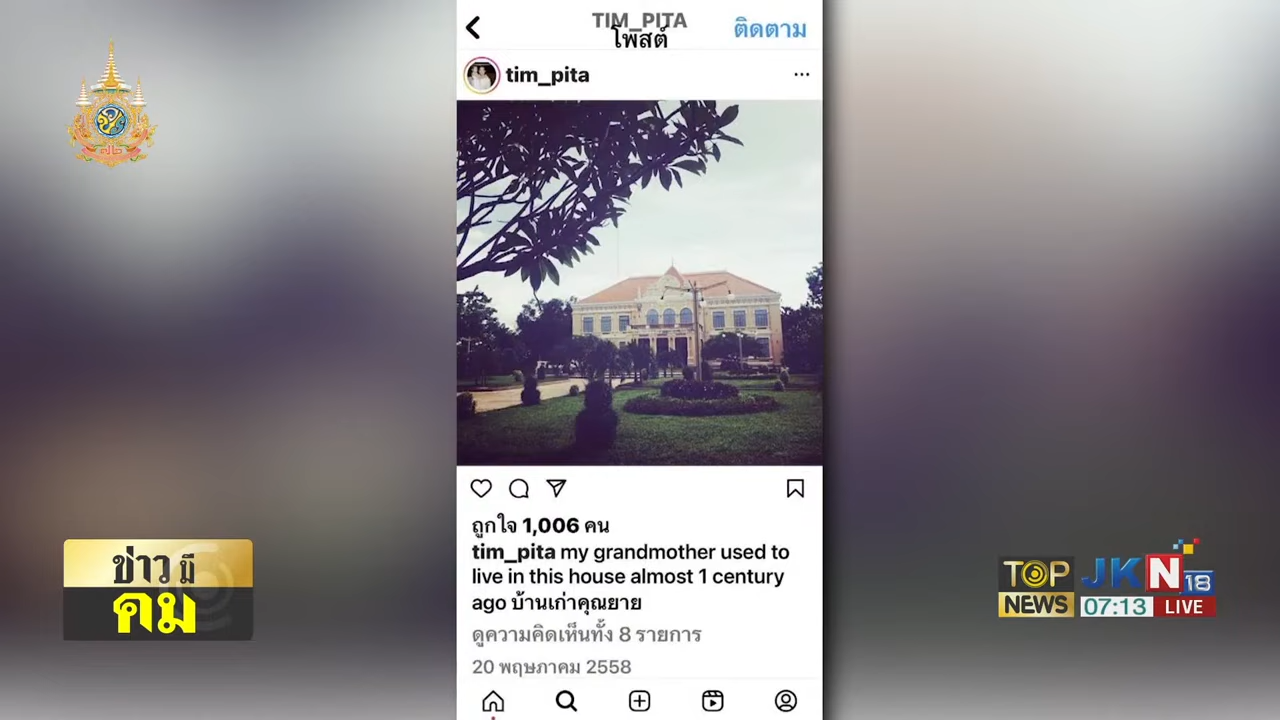 TIM_PITA
โพสต์
ติดตาม
tim_pita
ถูกใจ 1,006 คน
tim_pita my grandmother used to
live in this house almost 1 century
ago บ้านเก่าคุณยาย
ดูความคิดเห็นทั้ง 8 รายการ
20 พฤษภาคม 2558
ข่าวมี
คม
TOP
NEWS
JKN18
07:13 LIVE